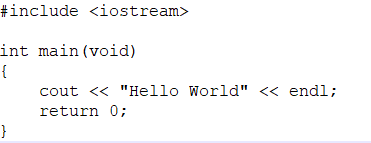 #include <iostream>

int main(void)
{
    cout << "Hello World" << endl;
    return 0;
}